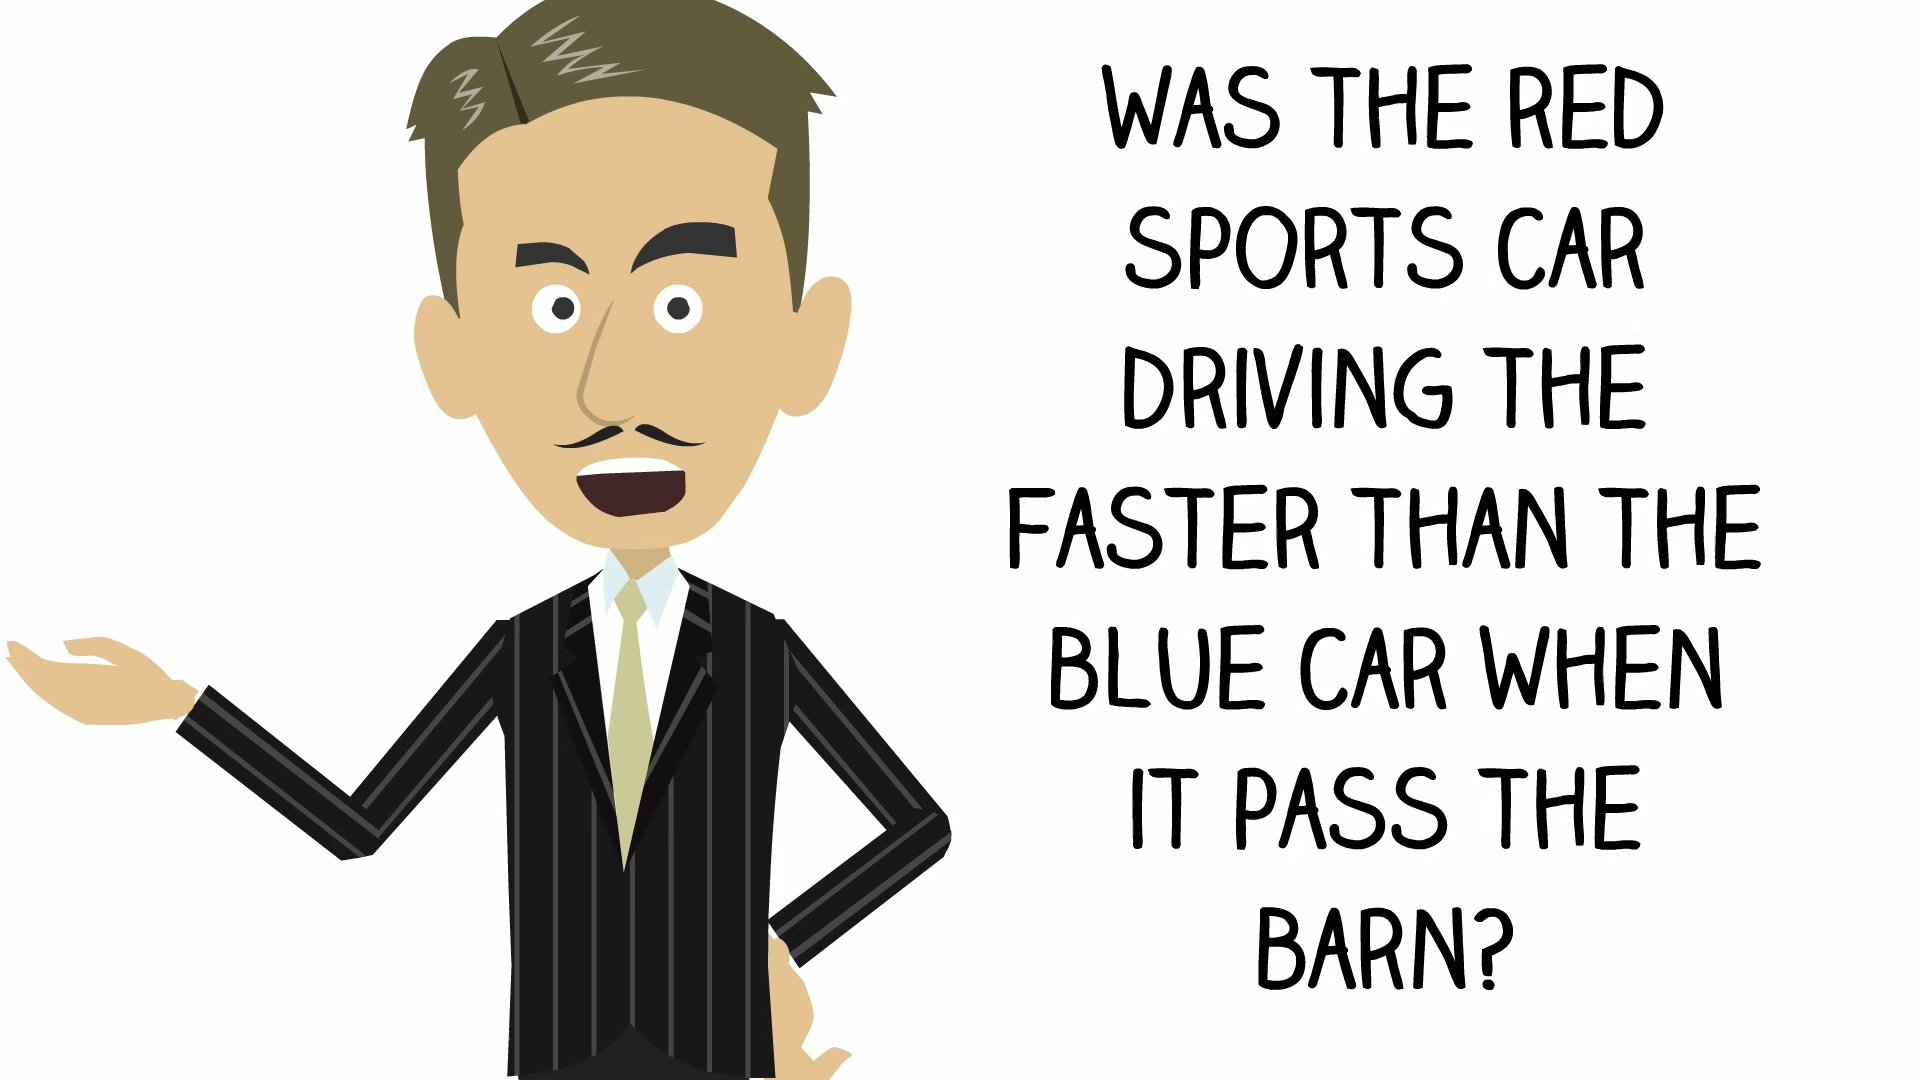 WAS THE RED
SPORTS CAR
DRIVING THE
FASTER THAN THE
BLUE CAR WHEN
IT PASS THE
BARN?